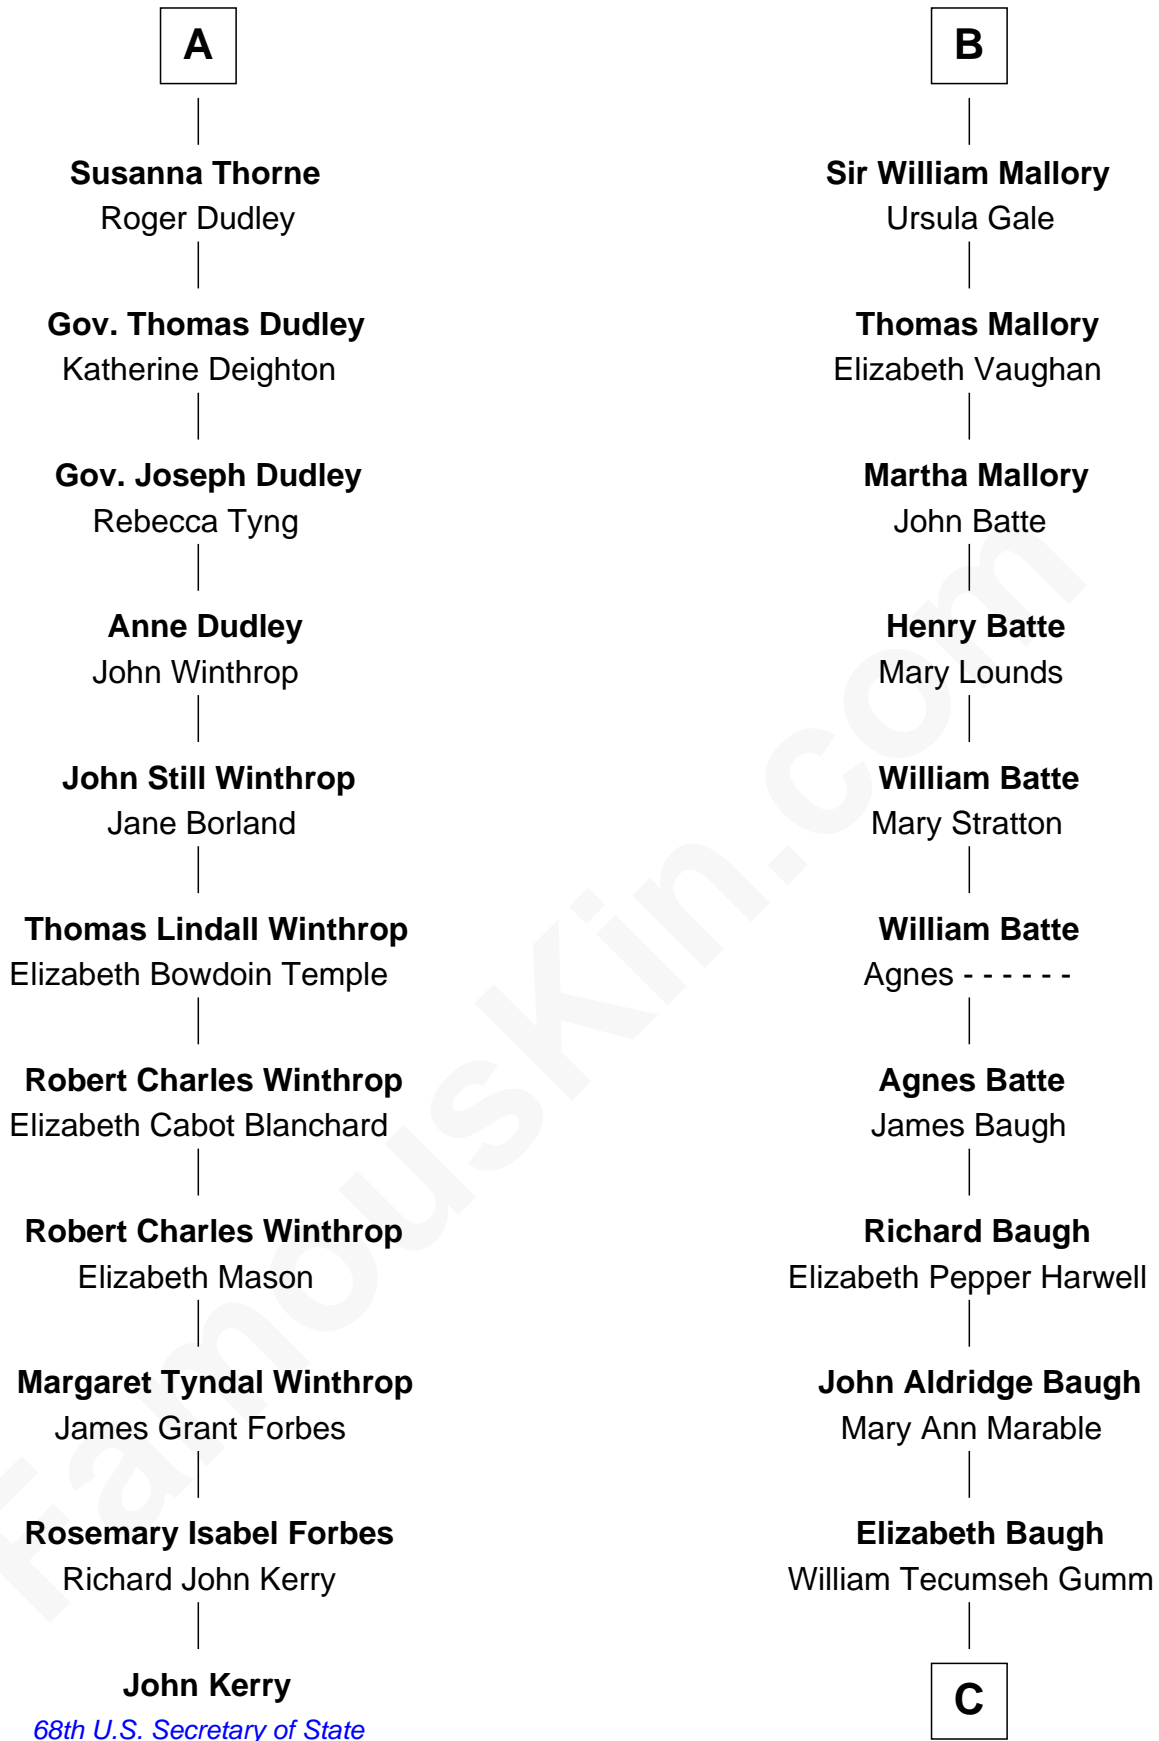 A
Susanna Thorne
Roger Dudley
Gov. Thomas Dudley
Katherine Deighton
Gov. Joseph Dudley
Rebecca Tyng
Anne Dudley
John Winthrop
John Still Winthrop
Jane Borland
Thomas Lindall Winthrop
Elizabeth Bowdoin Temple
Robert Charles Winthrop
Elizabeth Cabot Blanchard
Robert Charles Winthrop
Elizabeth Mason
Margaret Tyndal Winthrop
James Grant Forbes
Rosemary Isabel Forbes
Richard John Kerry
John Kerry
68th U.S. Secretary of State
B
Sir William Mallory
Ursula Gale
Thomas Mallory
Elizabeth Vaughan
Martha Mallory
John Batte
Henry Batte
Mary Lounds
William Batte
Mary Stratton
William Batte
Agnes - - - - - -
Agnes Batte
James Baugh
Richard Baugh
Elizabeth Pepper Harwell
John Aldridge Baugh
Mary Ann Marable
Elizabeth Baugh
William Tecumseh Gumm
C
FamousKin.com